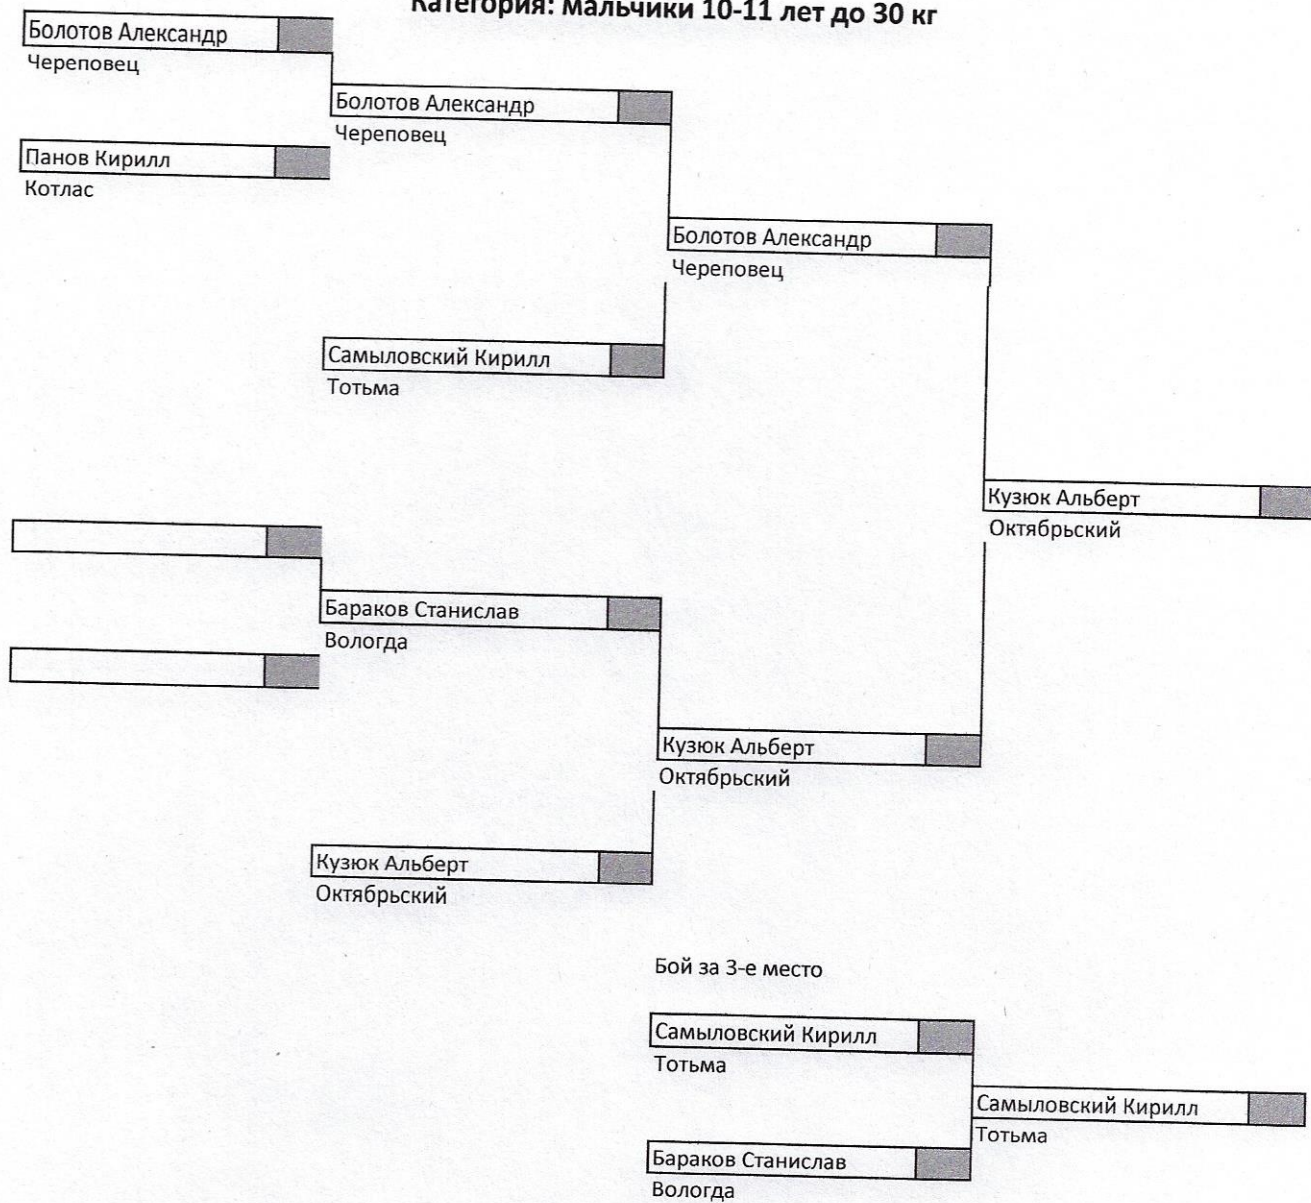 Категория: мальчики 10-11 лет до 30 кг
Болотов Александр
Череповец
Болотов Александр
Череповец
Панов Кирилл
Котлас
Болотов Александр
Череповец
Самыловский Кирилл
Тотьма
Кузюк Альберт
Октябрьский
Бараков Станислав
Вологда
Кузюк Альберт
Октябрьский
Кузюк Альберт
Октябрьский
Бой за 3-е место
Самыловский Кирилл
Тотьма
Самыловский Кирилл
Тотьма
Бараков Станислав
Вологда